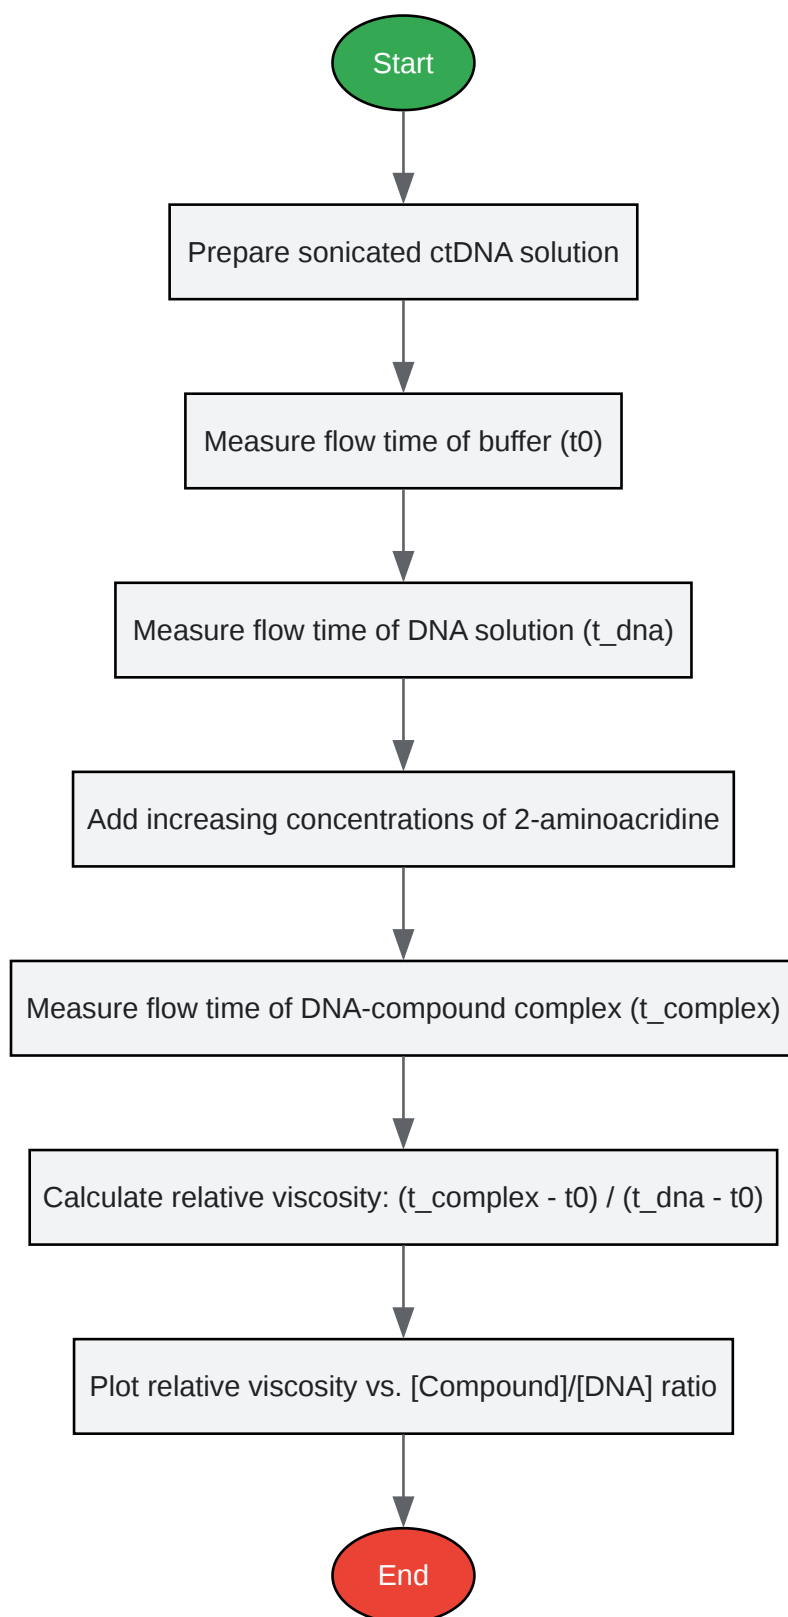 Start
Prepare sonicated ctDNA solution
Measure flow time of buffer (t0)
Measure flow time of DNA solution (t_dna)
Add increasing concentrations of 2-aminoacridine
Measure flow time of DNA-compound complex (t_complex)
Calculate relative viscosity: (t_complex - t0) / (t_dna - t0)
Plot relative viscosity vs. [Compound]/[DNA] ratio
End